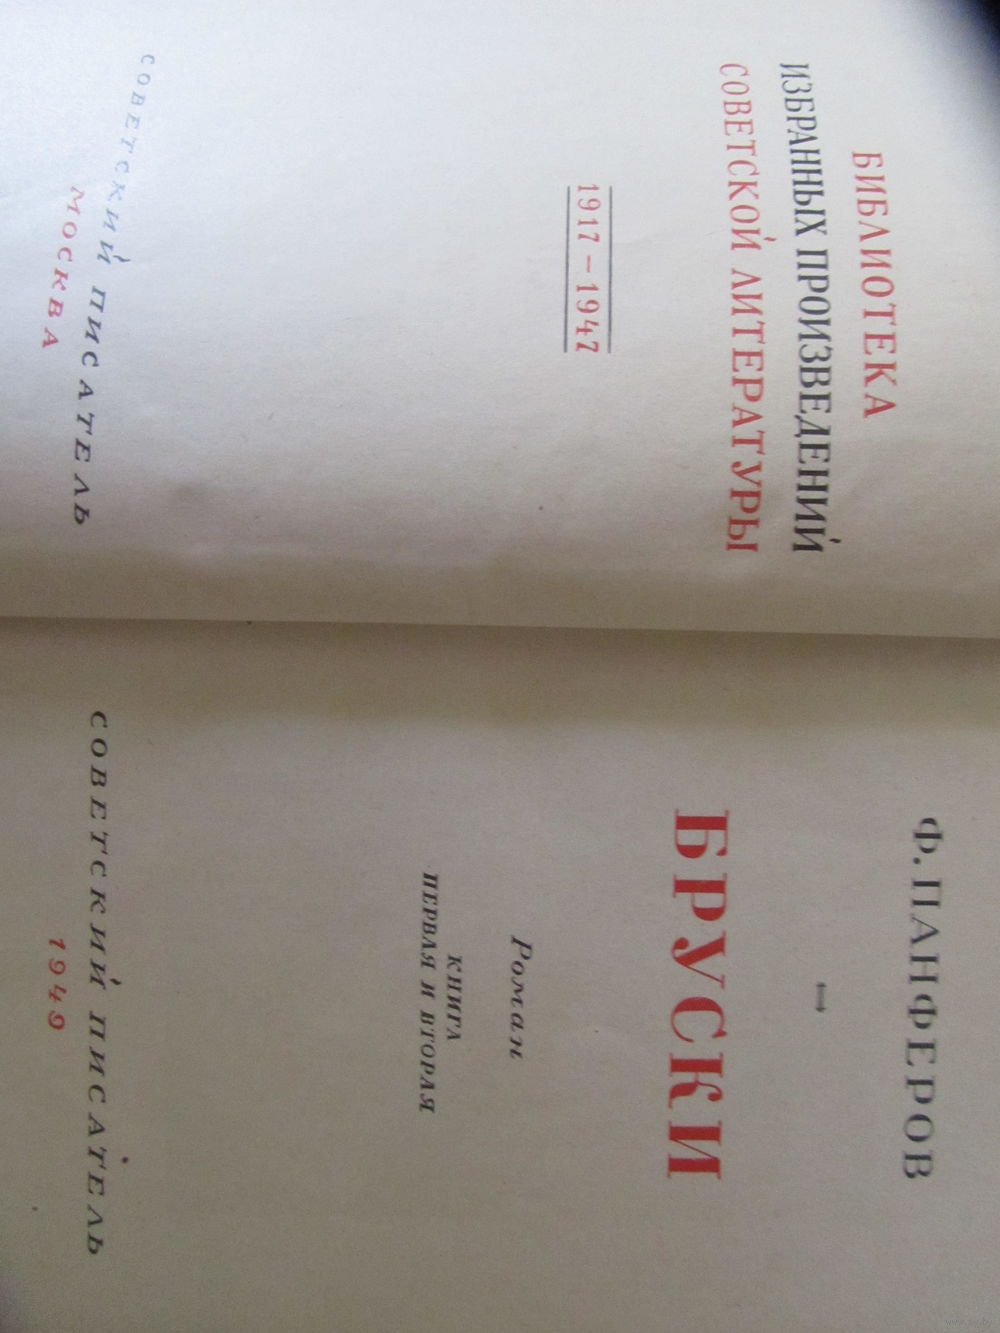 БИБЛИОТЕКА
ИЗБРАННЫХ ПРОИЗВЕДЕНИЙ
СОВЕТСКОЙ ЛИТЕРАТУРЫ
1917–1947
СОВЕТСКИЙ ПИСАТЕЛЬ
МОСКВА
Ф. ПАНФЕРОВ
БРУСКИ
Роман
КНИГА
ПЕРВАЯ И ВТОРАЯ
СОВЕТСКИЙ ПИСАТЕЛЬ
1949